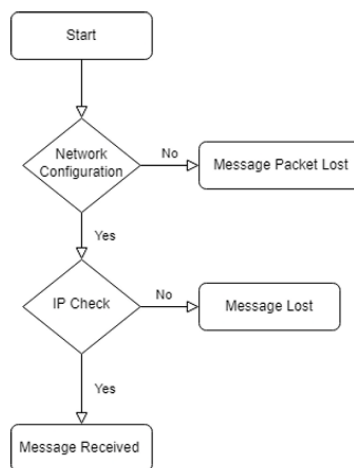 Start
Network
Configuration
No
Message Packet Lost
Yes
IP Check
No
Message Lost
Yes
Message Received